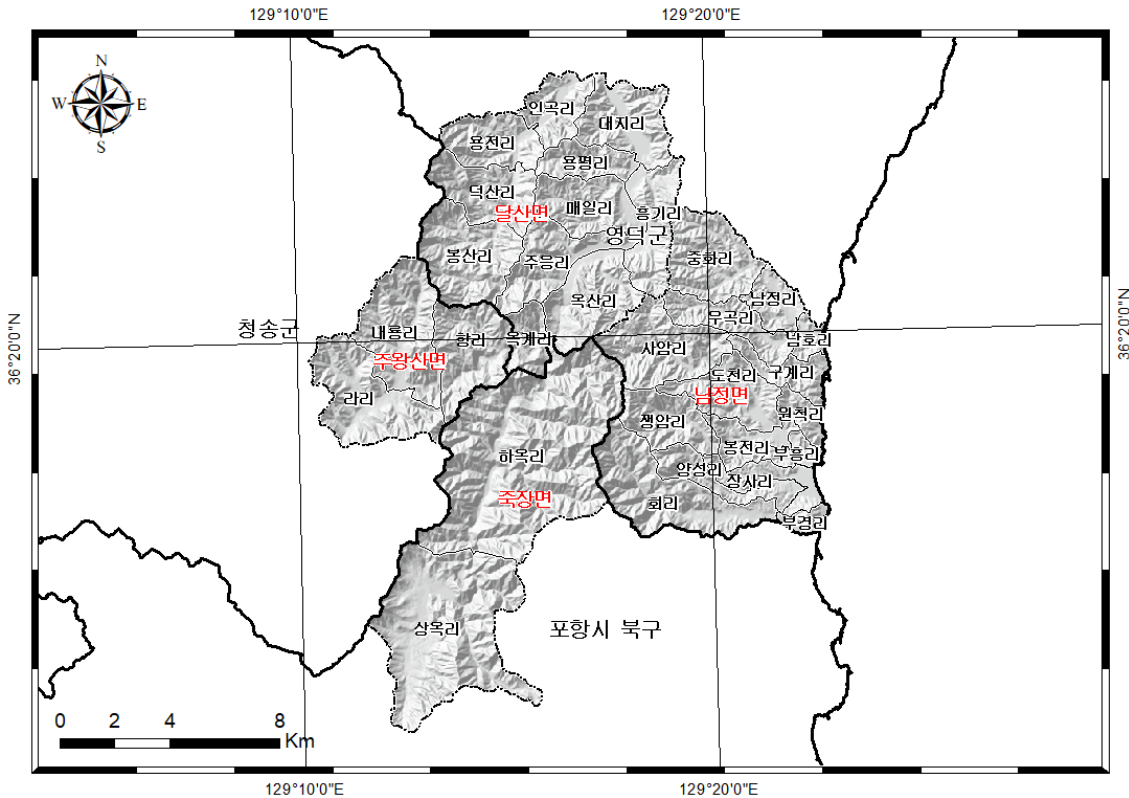 129°10'0"E
129°20'0"E
N
W
E
S
인곡리
대지리
용전리
용평리
덕산리
매일리
달산면
흥기리
영덕군
봉산리
주응리
중화리
옥산리
남정리
우곡리
청송군
내룡리
항리
옥계리
남호리
사암리
주왕산면
도천리
구계리
라리
남정면
원척리
쟁암리
하옥리
봉전리
부흥리
양성리
장사리
죽장면
회리
부경리
상옥리
포항시 북구
36°20'0"N
36°20'0"N
0
2
4
8
Km
129°10'0"E
129°20'0"E